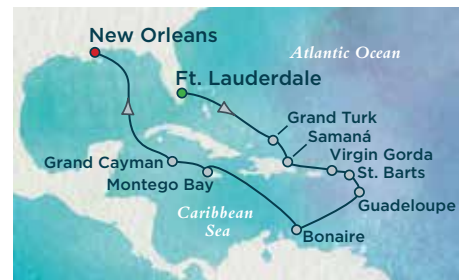 New Orleans
Atlantic Ocean
Ft. Lauderdale
Grand Turk
Samaná
Virgin Gorda
St. Barts
Grand Cayman
Montego Bay
Guadeloupe
Caribbean
Sea
Bonaire